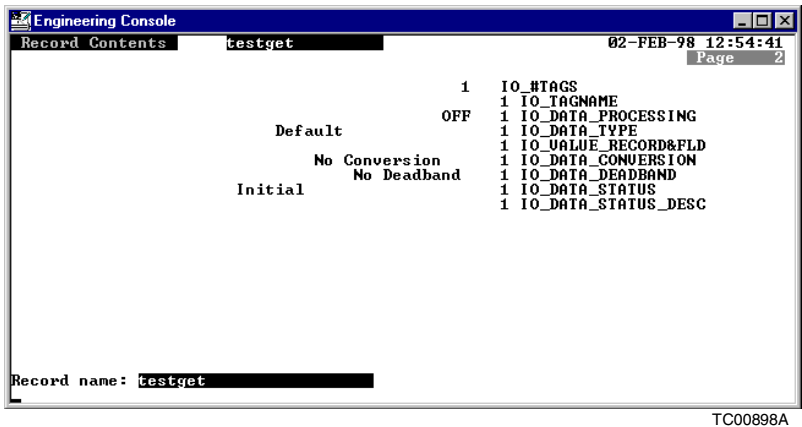 Engineering Console
Record Contents testget 02-FEB-98 12:54:41
Page 2
1 IO_#TAGS
1 IO_TAGNAME
OFF 1 IO_DATA_PROCESSING
Default 1 IO_DATA_TYPE
1 IO_VALUE_RECORD&FLD
No Conversion 1 IO_DATA_CONVERSION
No Deadband 1 IO_DATA_DEADBAND
Initial 1 IO_DATA_STATUS
1 IO_DATA_STATUS_DESC
Record name: testget
TC00898A